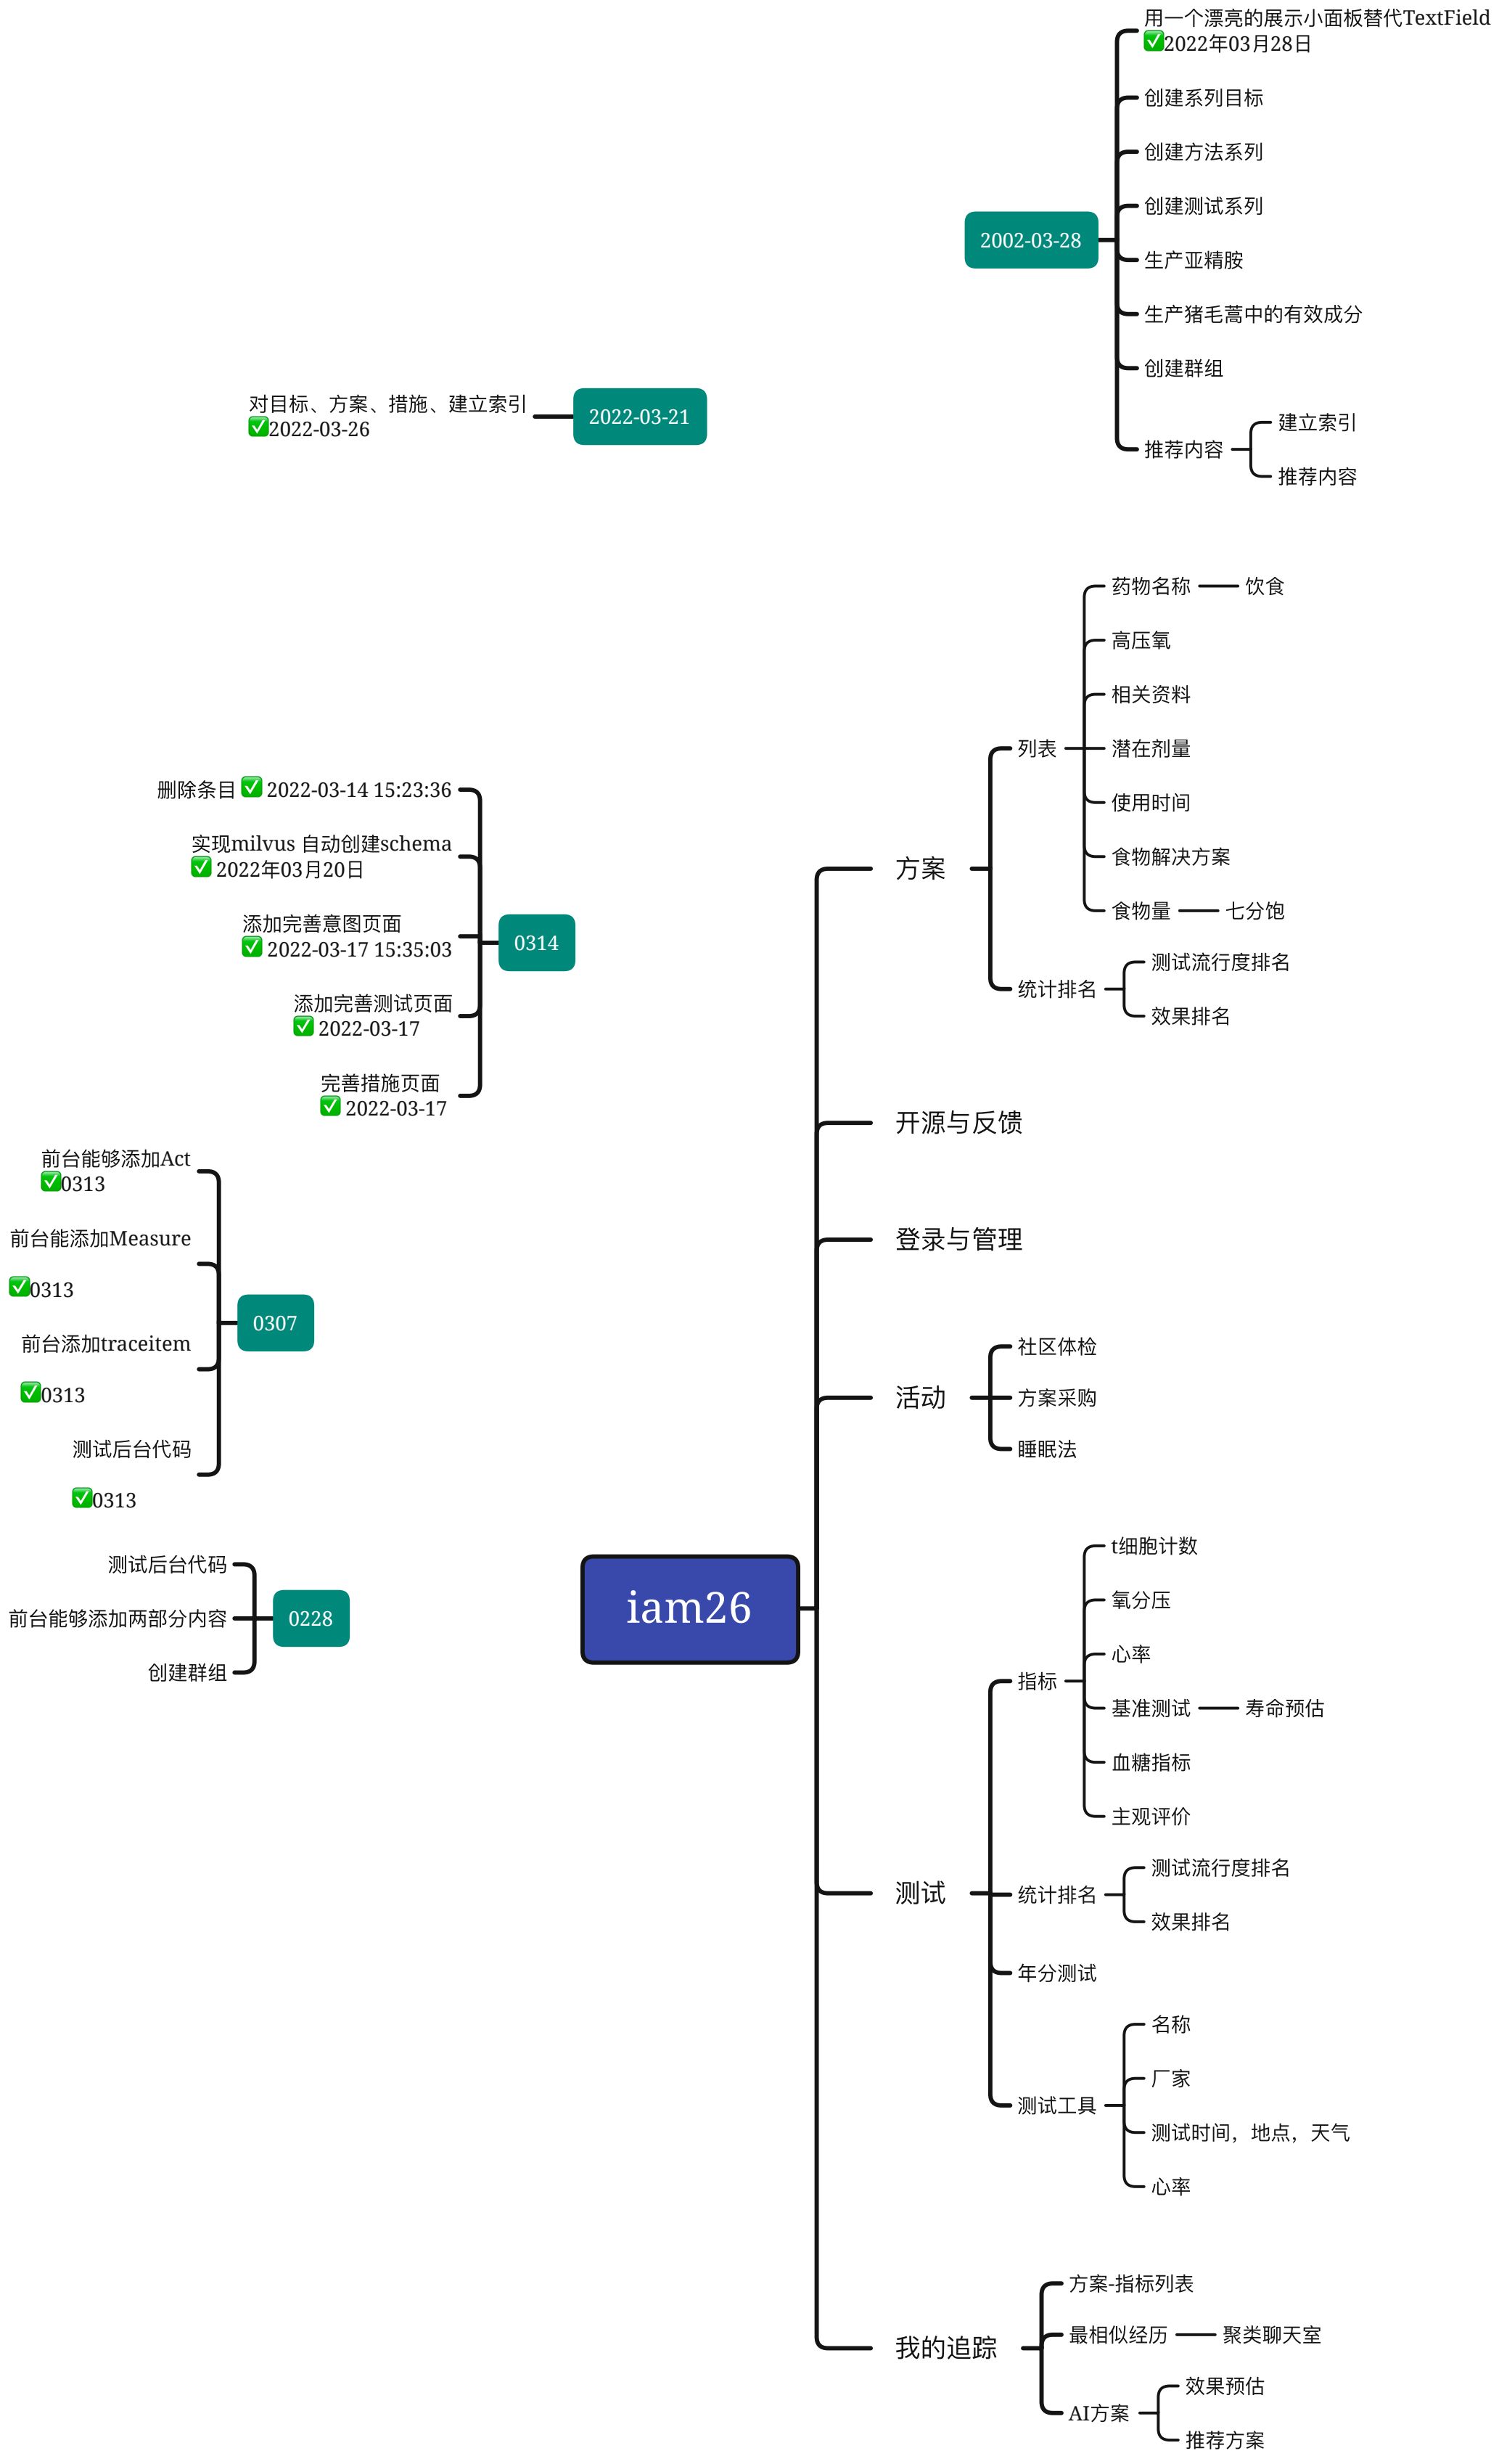 用一个漂亮的展示小面板替代TextField
✅2022年03月28日
创建系列目标
创建方法系列
创建测试系列
2002-03-28
生产亚精胺
生产猪毛蒿中的有效成分
创建群组
推荐内容
建立索引
推荐内容
对目标、方案、措施、建立索引
✅2022-03-26
2022-03-21
删除条目 ✅ 2022-03-14 15:23:36
实现milvus 自动创建schema
✅ 2022年03月20日
添加完善意图页面
✅ 2022-03-17 15:35:03
0314
添加完善测试页面
✅ 2022-03-17
完善措施页面
✅ 2022-03-17
前台能够添加Act
✅0313
前台能添加Measure
✅0313
0307
前台添加traceitem
✅0313
测试后台代码
✅0313
测试后台代码
前台能够添加两部分内容
0228
创建群组
iam26
方案
列表
药物名称
饮食
高压氧
相关资料
潜在剂量
使用时间
食物解决方案
食物量
七分饱
统计排名
测试流行度排名
效果排名
开源与反馈
登录与管理
活动
社区体检
方案采购
睡眠法
测试
指标
t细胞计数
氧分压
心率
基准测试
寿命预估
血糖指标
主观评价
统计排名
测试流行度排名
效果排名
年分测试
测试工具
名称
厂家
测试时间，地点，天气
心率
我的追踪
方案-指标列表
最相似经历
聚类聊天室
AI方案
效果预估
推荐方案